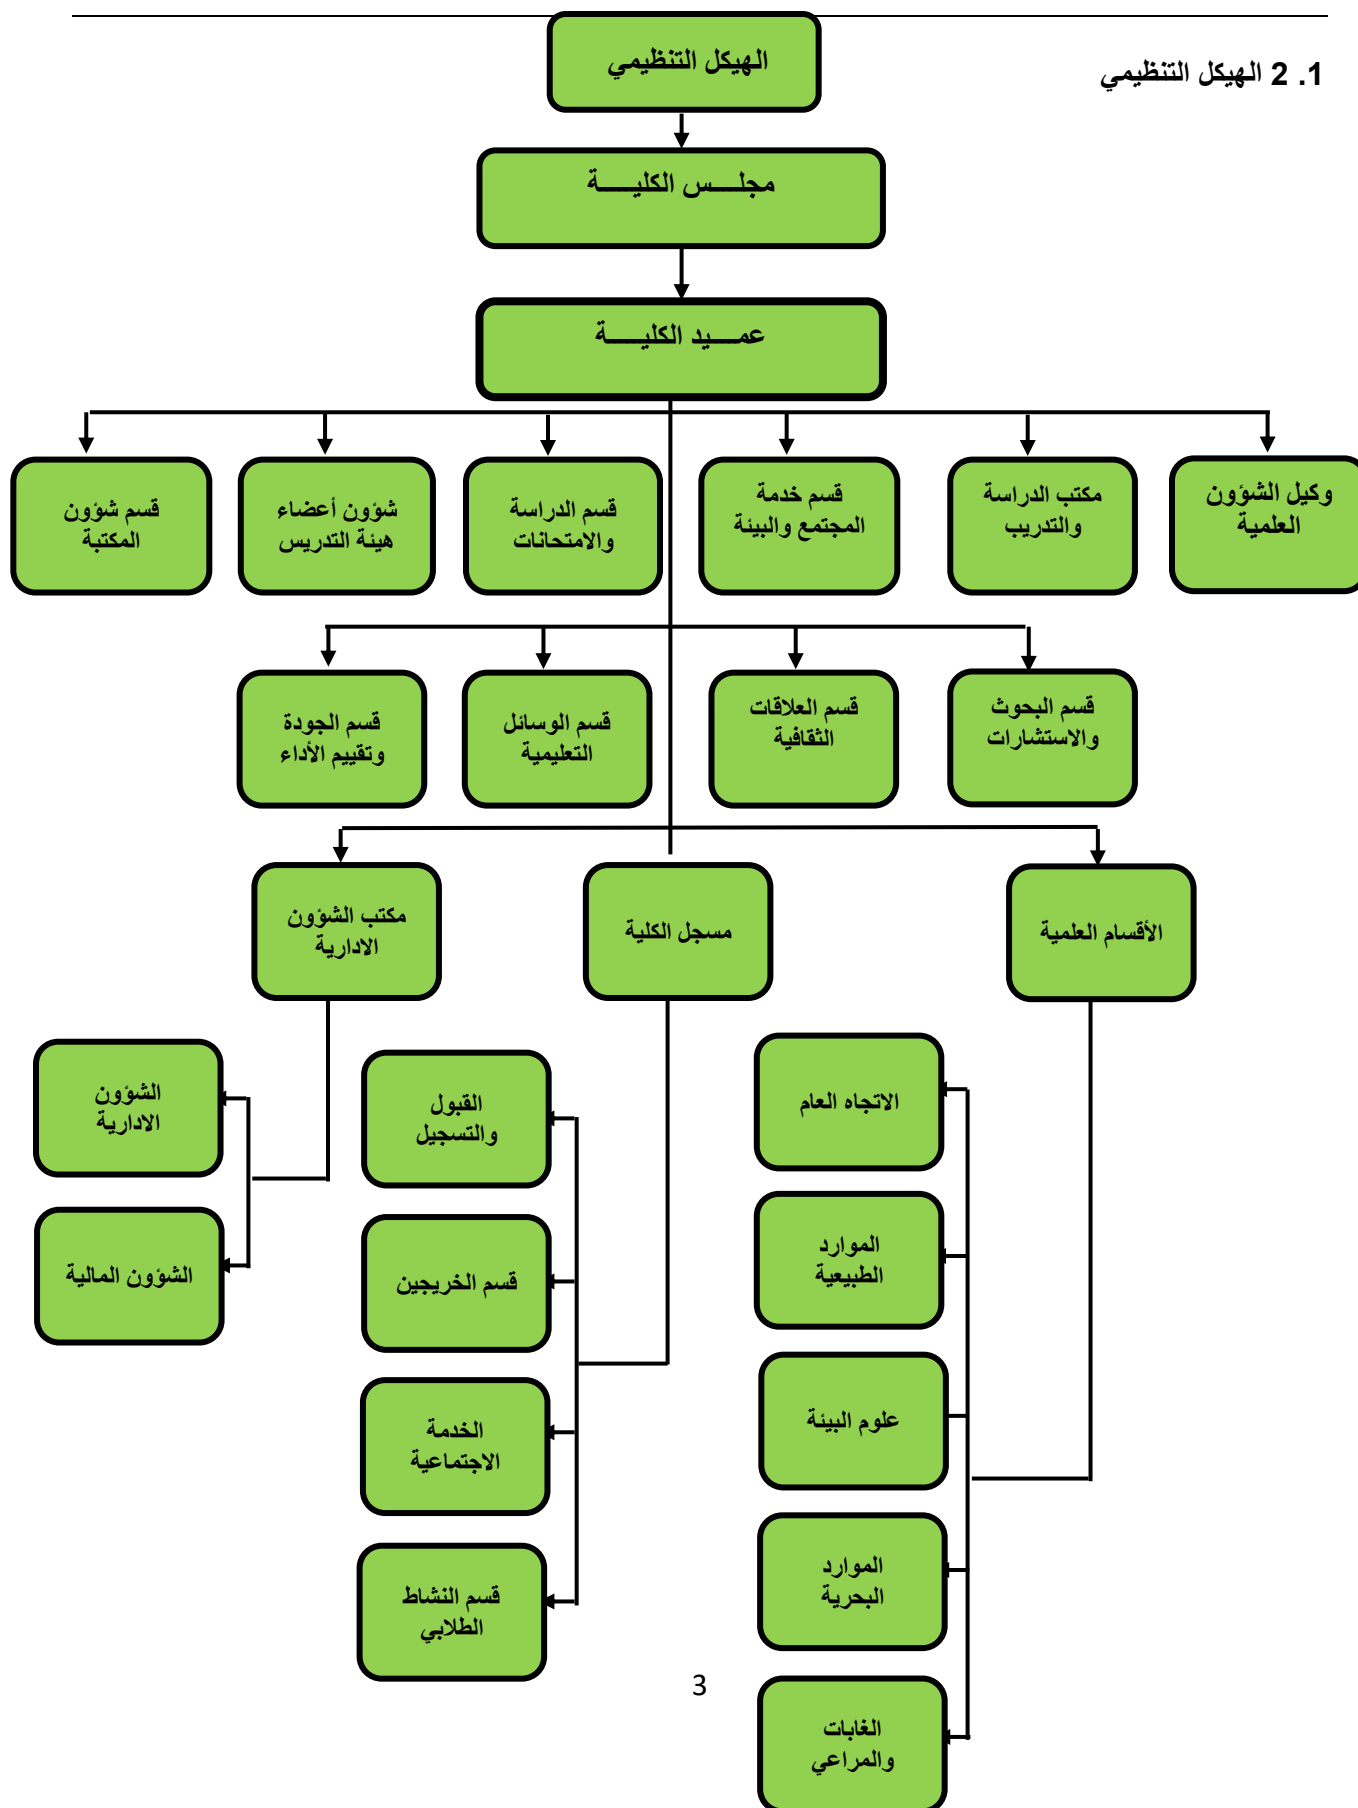 1. 2 الهيكل التنظيمي
الهيكل التنظيمي
مجلـــس الكليـــــة
عمـــيد الكليـــــة
وكيل الشؤون
العلمية
مكتب الدراسة
والتدريب
قسم خدمة
المجتمع والبيئة
قسم الدراسة
والامتحانات
شؤون أعضاء
هيئة التدريس
قسم شؤون
المكتبة
قسم البحوث
والاستشارات
قسم العلاقات
الثقافية
قسم الوسائل
التعليمية
قسم الجودة
وتقييم الأداء
الأقسام العلمية
مسجل الكلية
مكتب الشؤون
الادارية
الاتجاه العام
الموارد
الطبيعية
علوم البيئة
الموارد
البحرية
الغابات
والمراعي
القبول
والتسجيل
قسم الخريجين
الخدمة
الاجتماعية
قسم النشاط
الطلابي
الشؤون
الادارية
الشؤون المالية
3